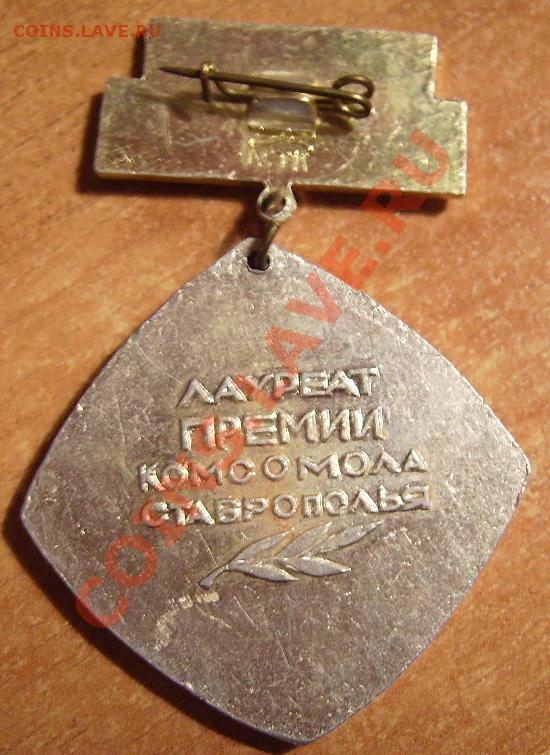 COINS.LAVE.RU
ЛАУРЕАТ
ПРЕМИИ
КОМСОМОЛА
СТАВРОПОЛЬЯ
COINS.LAVE.RU